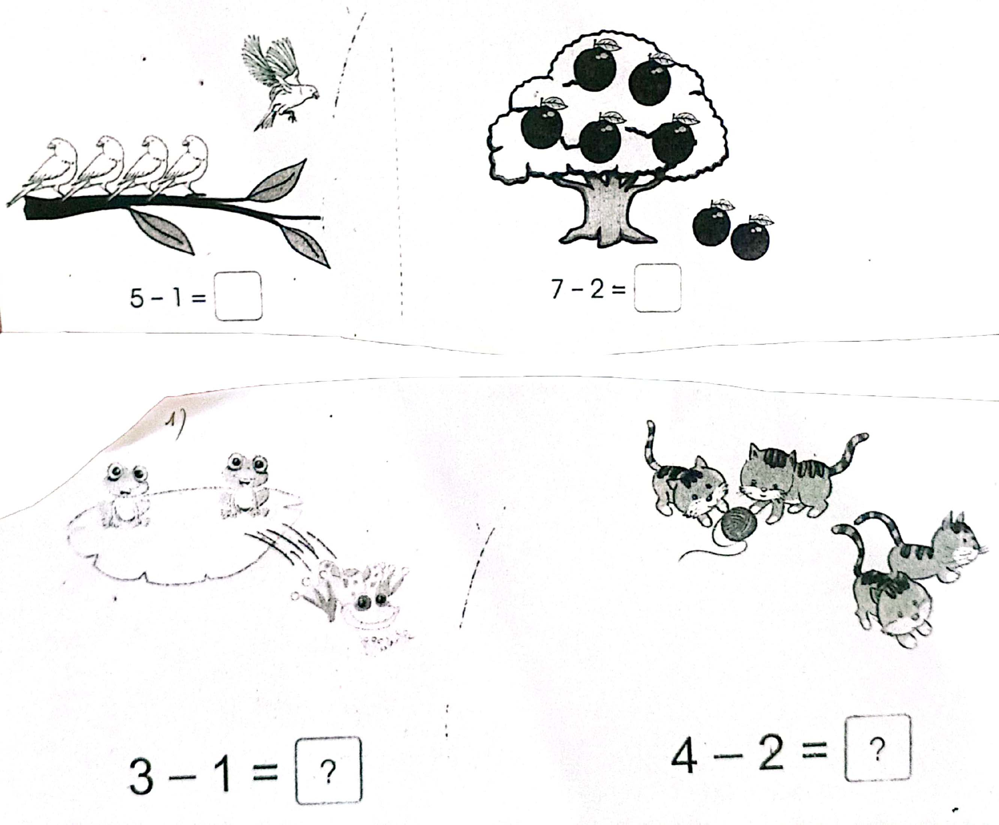 5 - 1 =
7 - 2 =
1)
3 - 1 = ?
4 - 2 = ?